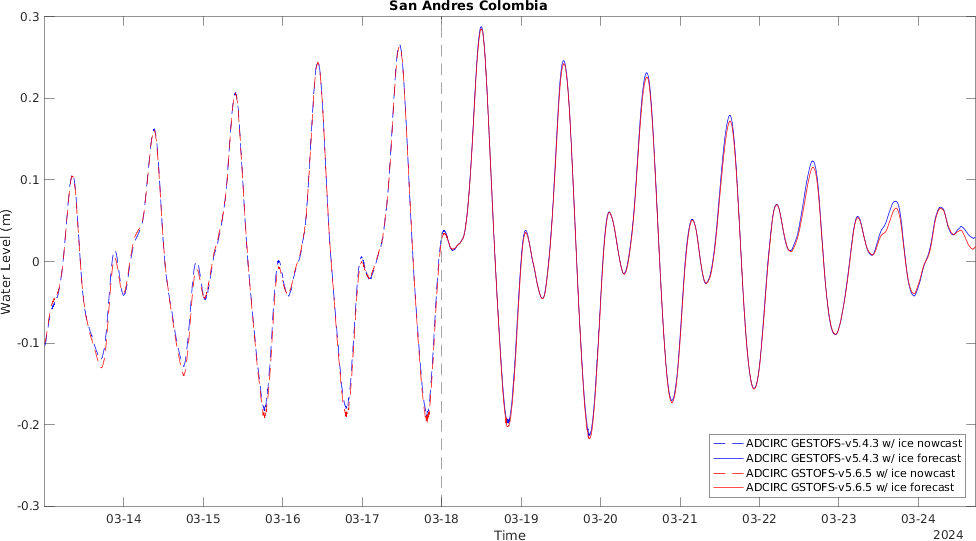 San Andres Colombia
0.3
0.2
0.1
0
-0.1
-0.2
-0.3
Water Level (m)
03-14 03-15 03-16 03-17 03-18 03-19 03-20 03-21 03-22 03-23 03-24
Time
2024
ADCIRC GESTOFS-v5.4.3 w/ ice nowcast
ADCIRC GESTOFS-v5.4.3 w/ ice forecast
ADCIRC GSTOFS-v5.6.5 w/ ice nowcast
ADCIRC GSTOFS-v5.6.5 w/ ice forecast